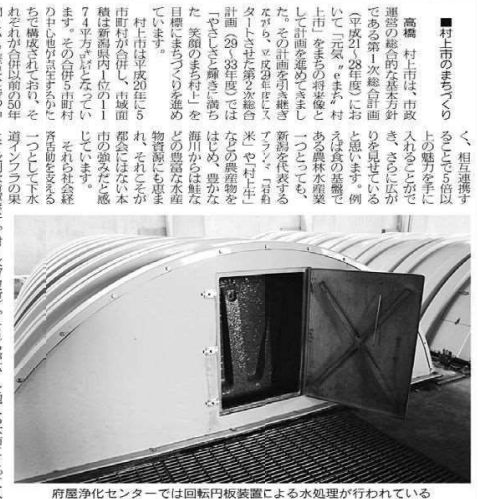 ■村上市のまちづくり
高橋 村上市は、市政
運営の総合的な基本方針
である第1次総合計画
(平成21~28年度)にお
いて「元気“eまち”村
上市」をまちの将来像と
して計画を進めてきまし
た。その計画を引き継ぎ
ながら、平成29年度にス
タートさせた第2次総合
計画(29~33年度)では
「やさしさと輝きに満ち
た 笑顔のまち村上」を
目標にまちづくりを進め
ています。
村上市は平成20年に5
市町村が合併し、市域面
積は新潟県内1位の11
74平方㌔となってい
ます。その合併5市町村
の中心地が点在するかた
ちで構成されており、そ
れぞれが合併以前の50年
く、相互連携す
ることで5倍以
上の魅力を手に
入れることがで
き、さらに広が
りを見せている
と思います。例
えば食の基盤で
ある農林水産業
一つとっても、
新潟を代表する
ブランド「岩船
米」や「村上牛」
などの農産物を
はじめ、豊かな
海川からは鮭な
どの豊富な水産
物資源にも恵ま
れ、それこそが
都会にはない本
市の強みだと感
じています。
それら社会経
済活動を支える
一つとして下水
道インフラの果
府屋浄化センターでは回転円板装置による水処理が行われている